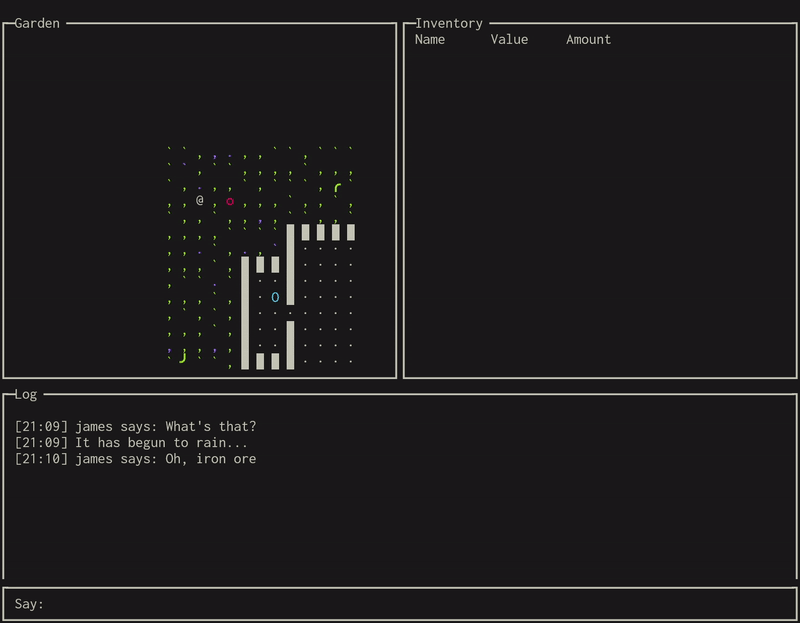 Garden
Inventory
Name Value Amount
Log
[21:09] james says: What's that?
[21:09] It has begun to rain...
[21:10] james says: Oh, iron ore
Say: